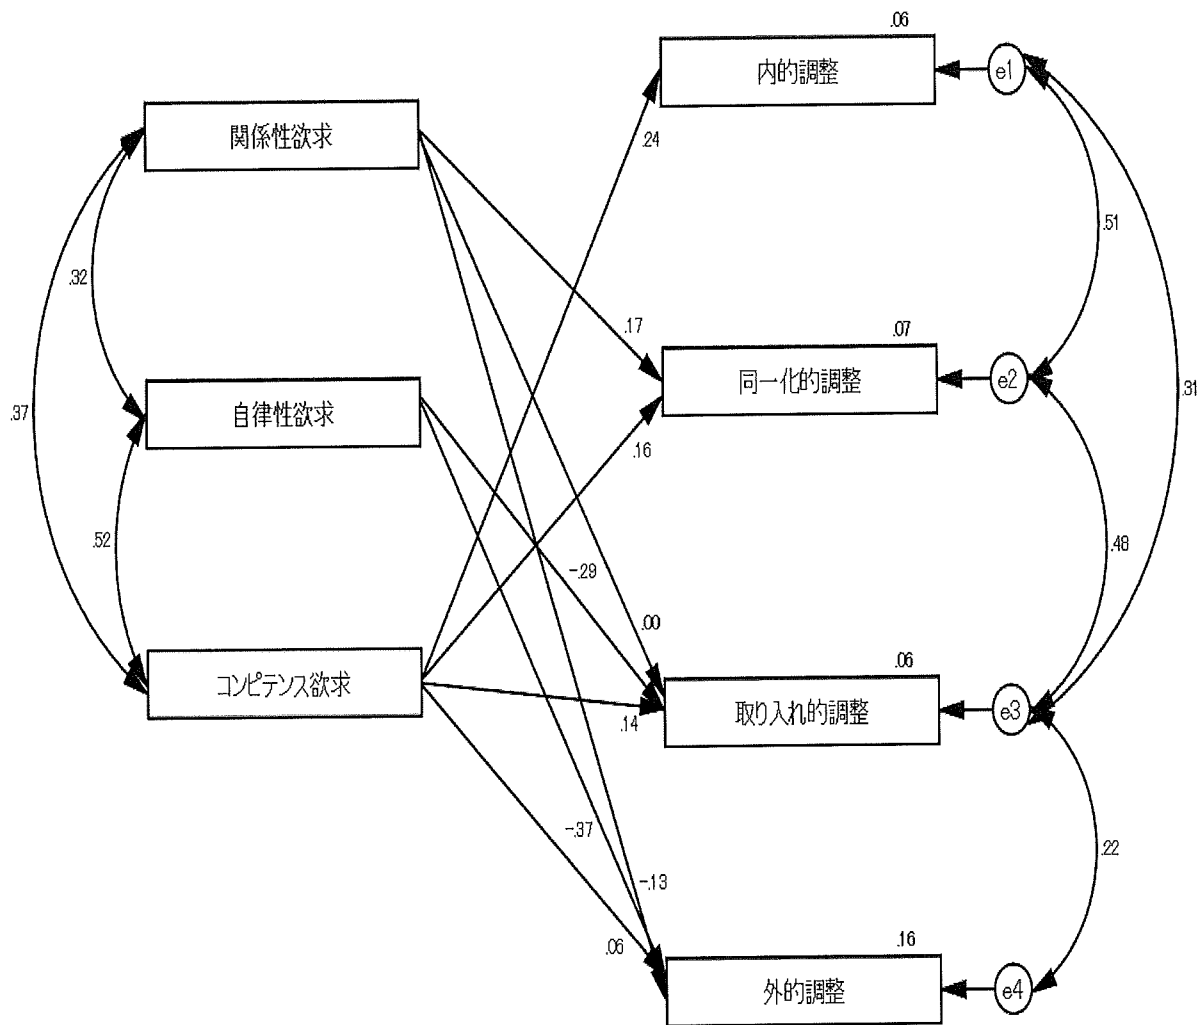 .06
内的調整
e1
関係性欲求
.24
.51
.32
.17
.07
同一化的調整
e2
.31
.37
自律性欲求
.16
.52
.48
-.29
.00
コンピテンス欲求
.06
取り入れ的調整
e3
.14
-.37
.22
-.13
.06
.16
外的調整
e4